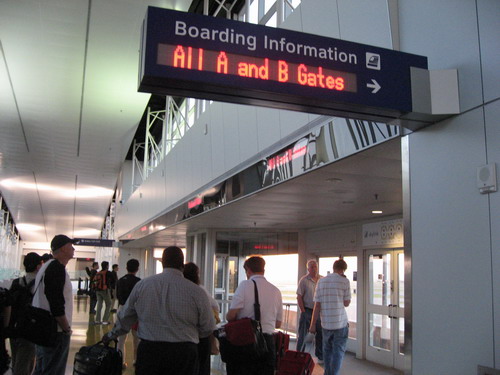 Boarding Information
All A and B Gates